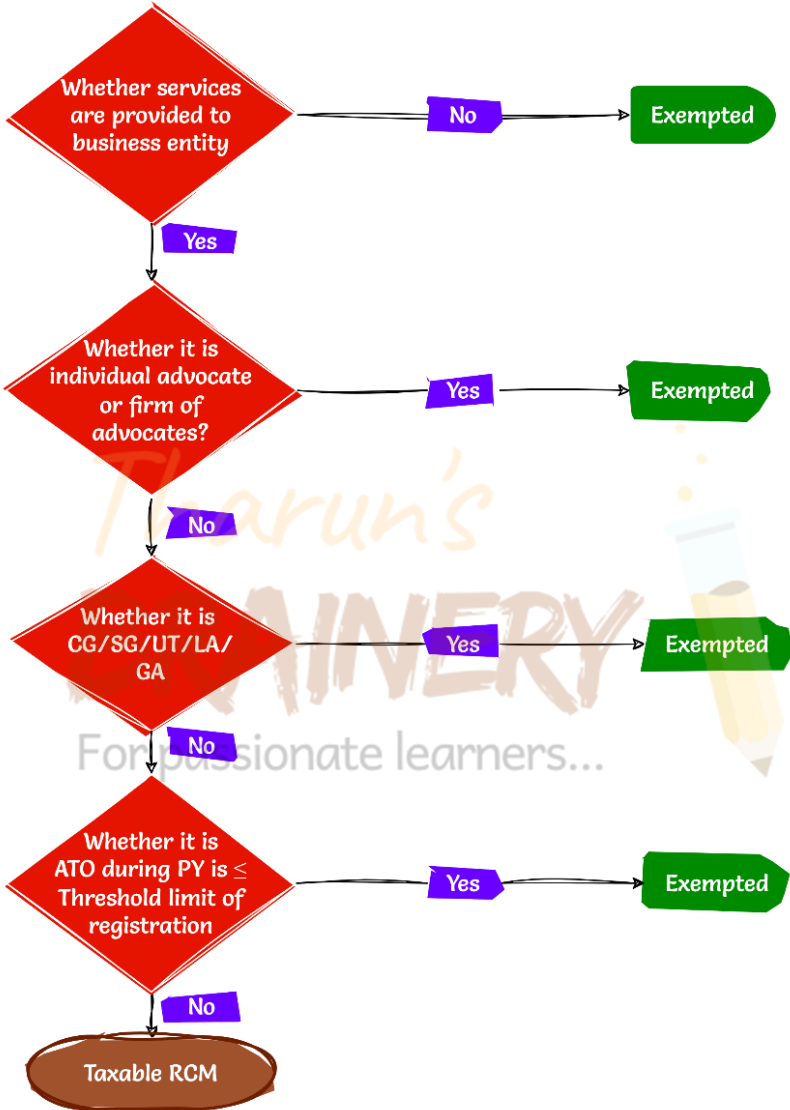 Whether services
are provided to
business entity
No
Exempted
Yes
Whether it is
individual advocate
or firm of
advocates?
Yes
Exempted
Tharun's
No
BRAINERY
Whether it is
CG/SG/UT/LA/
GA
Yes
Exempted
For passionate learners...
No
Whether it is
ATO during PY is ≤
Threshold limit of
registration
Yes
Exempted
No
Taxable RCM